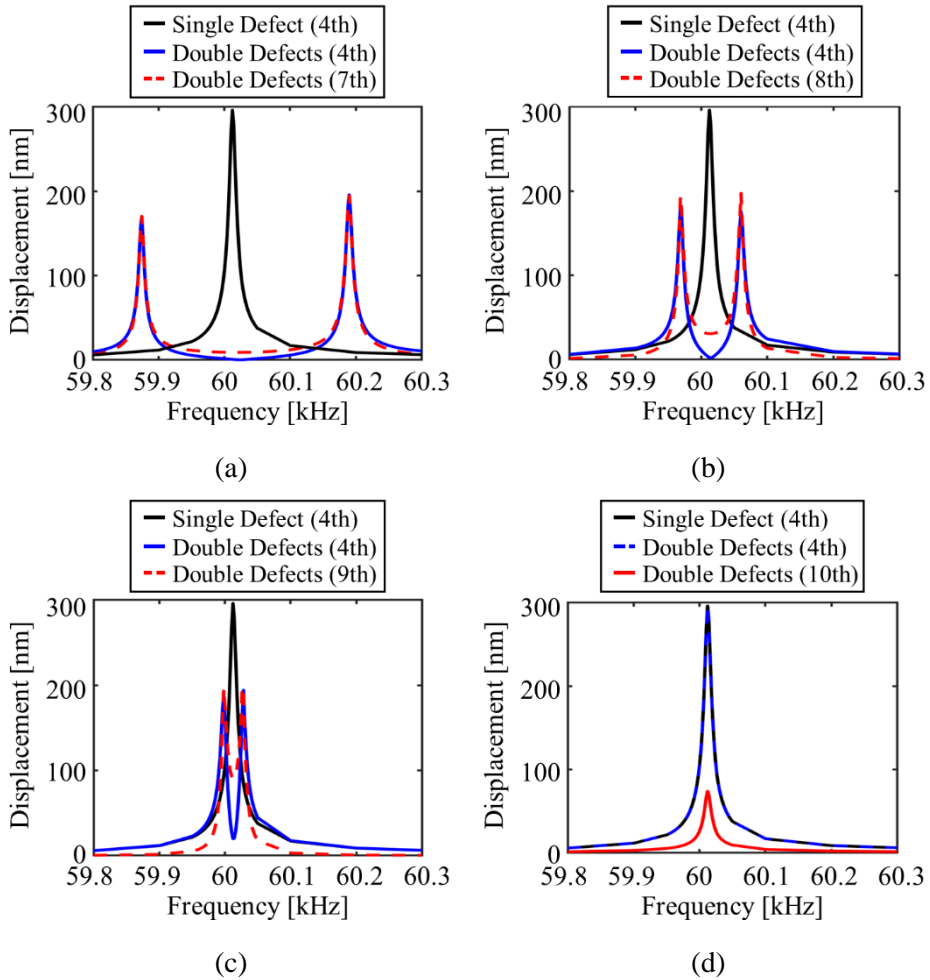 Single Defect (4th)
Double Defects (4th)
Double Defects (7th)
300
200
100
0
Displacement [nm]
59.8 59.9 60 60.1 60.2 60.3
Frequency [kHz]
(a)
Single Defect (4th)
Double Defects (4th)
Double Defects (8th)
300
200
100
0
Displacement [nm]
59.8 59.9 60 60.1 60.2 60.3
Frequency [kHz]
(b)
Single Defect (4th)
Double Defects (4th)
Double Defects (9th)
300
200
100
0
Displacement [nm]
59.8 59.9 60 60.1 60.2 60.3
Frequency [kHz]
(c)
Single Defect (4th)
Double Defects (4th)
Double Defects (10th)
300
200
100
0
Displacement [nm]
59.8 59.9 60 60.1 60.2 60.3
Frequency [kHz]
(d)